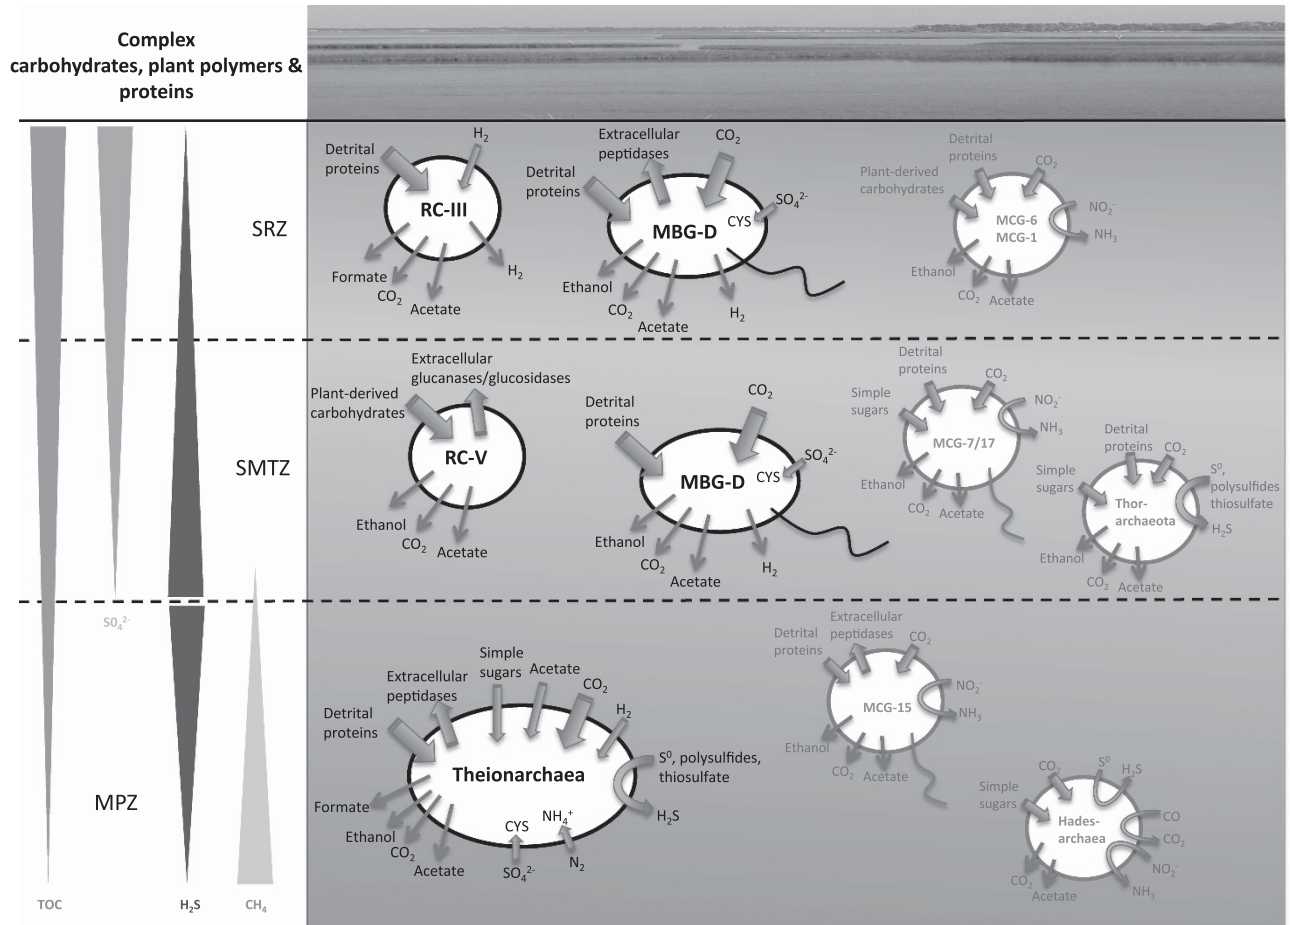 Complex
carbohydrates, plant polymers &
proteins
SRZ
Detrital
proteins
H₂
RC-III
Formate
CO₂
Acetate
H₂
Extracellular
peptidases
CO₂
Detrital
proteins
SO₄²⁻
CYS
MBG-D
Ethanol
CO₂
Acetate
H₂
Detrital
proteins
CO₂
Plant-derived
carbohydrates
NO₂⁻
MCG-6
MCG-1
NH₃
Ethanol
CO₂
Acetate
SMTZ
Extracellular
glucanases/glucosidases
Plant-derived
carbohydrates
RC-V
Ethanol
CO₂
Acetate
CO₂
Detrital
proteins
SO₄²⁻
CYS
MBG-D
Ethanol
CO₂
Acetate
H₂
Detrital
proteins
CO₂
Simple
sugars
NO₂⁻
NH₃
MCG-7/17
Ethanol
CO₂
Acetate
Detrital
proteins
CO₂
Simple
sugars
S⁰,
polysulfides
thiosulfate
Thor-
archaeota
H₂S
Ethanol
CO₂
Acetate
S0₄²⁻
MPZ
Simple
sugars
Acetate
Extracellular
peptidases
CO₂
H₂
Detrital
proteins
S⁰, polysulfides,
thiosulfate
Theionarchaea
Formate
H₂S
NH₄⁺
CYS
Ethanol
CO₂
Acetate
SO₄²⁻
N₂
Extracellular
peptidases
Detrital
proteins
CO₂
NO₂⁻
MCG-15
NH₃
Ethanol
CO₂
Acetate
CO₂
S⁰
H₂S
Simple
sugars
CO
Hades-
archaea
CO₂
NO₂⁻
CO₂
Acetate
NH₃
TOC
H₂S
CH₄